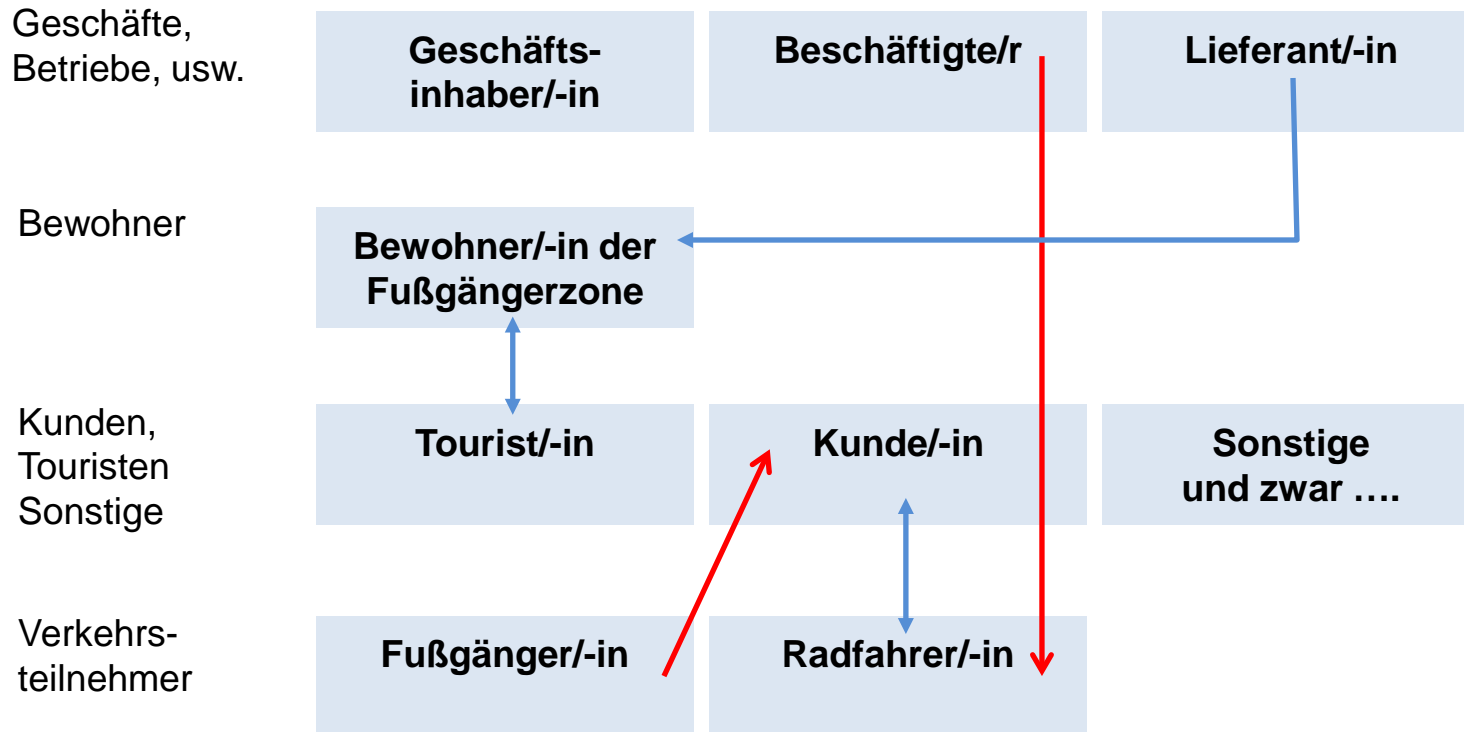 Geschäfte,
Betriebe, usw.
Geschäfts-
inhaber/-in
Beschäftigte/r
Lieferant/-in
Bewohner
Bewohner/-in der
Fußgängerzone
Kunden,
Touristen
Sonstige
Tourist/-in
Kunde/-in
Sonstige
und zwar ….
Verkehrs-
teilnehmer
Fußgänger/-in
Radfahrer/-in